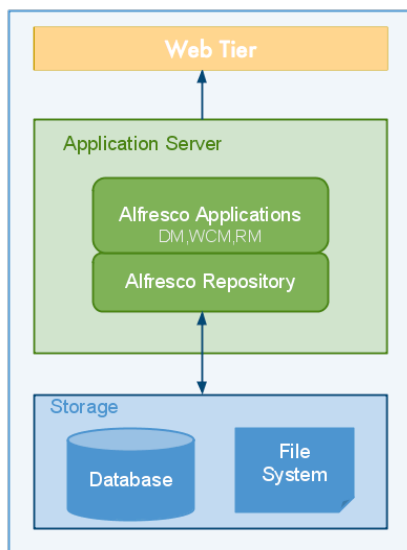 Web Tier
Application Server
Alfresco Applications
DM,WCM,RM
Alfresco Repository
Storage
Database
File
System